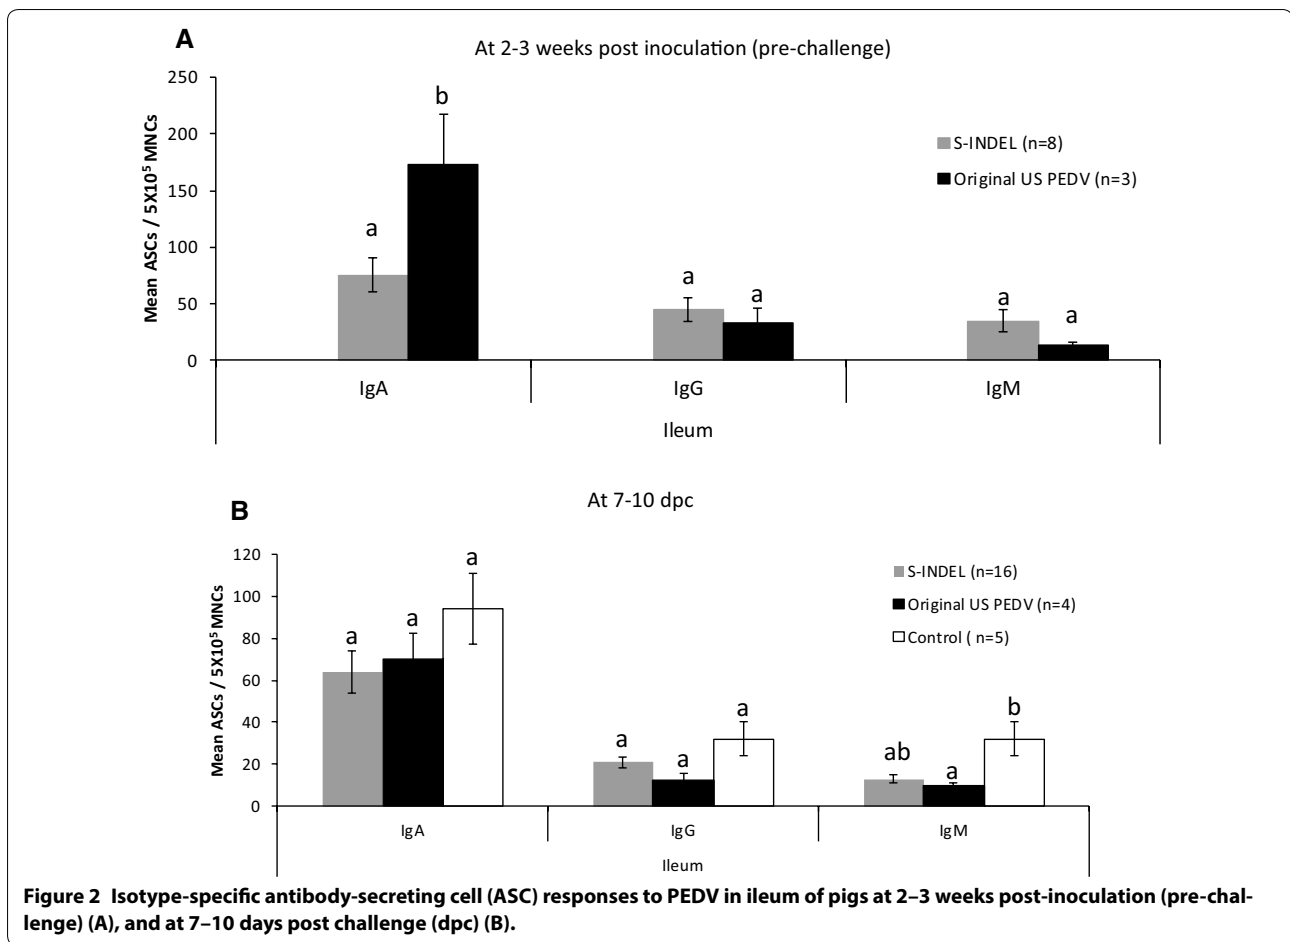 A
At 2-3 weeks post inoculation (pre-challenge)
Mean ASCs / 5X10⁵ MNCs
250
200
150
100
50
0
a
b
a
a
a
a
S-INDEL (n=8)
Original US PEDV (n=3)
IgA
IgG
IgM
Ileum
B
At 7-10 dpc
Mean ASCs / 5X10⁵ MNCs
120
100
80
60
40
20
0
a
a
a
a
a
a
ab
a
b
S-INDEL (n=16)
Original US PEDV (n=4)
Control ( n=5)
IgA
IgG
IgM
Ileum
Figure 2 Isotype-specific antibody-secreting cell (ASC) responses to PEDV in ileum of pigs at 2–3 weeks post-inoculation (pre-chal-
lenge) (A), and at 7–10 days post challenge (dpc) (B).